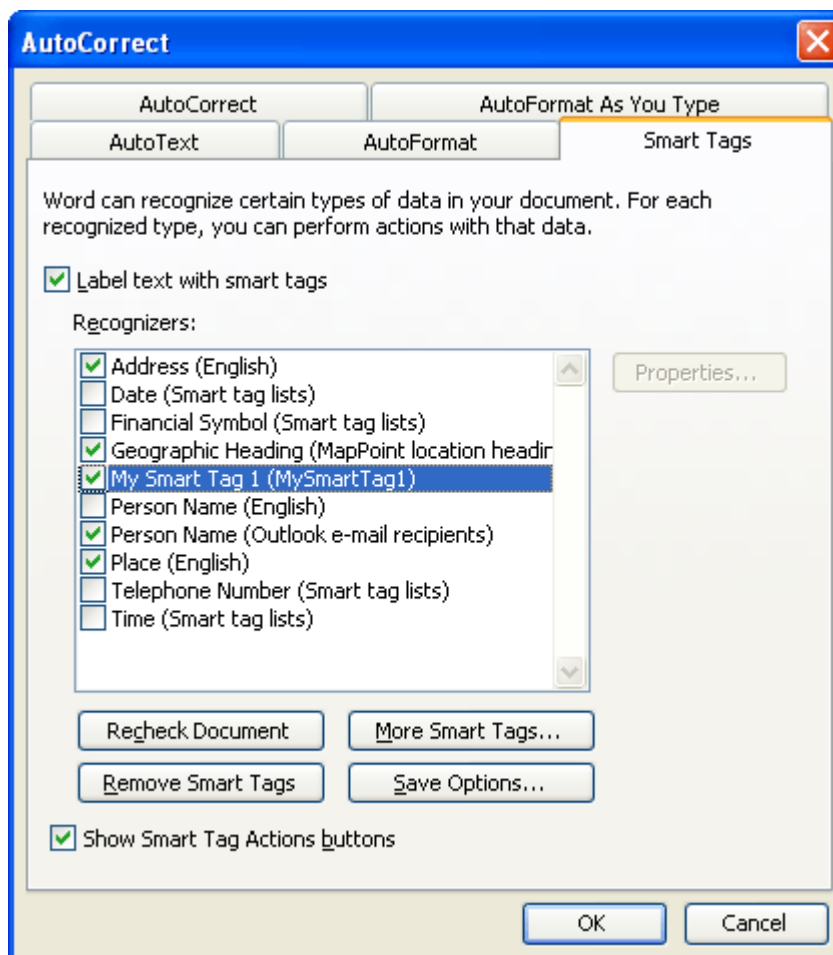 AutoCorrect
AutoCorrect AutoFormat As You Type
AutoText AutoFormat Smart Tags
Word can recognize certain types of data in your document. For each
recognized type, you can perform actions with that data.
Label text with smart tags
Recognizers:
Address (English)
Properties...
Date (Smart tag lists)
Financial Symbol (Smart tag lists)
Geographic Heading (MapPoint location headin
My Smart Tag 1 (MySmartTag1)
Person Name (English)
Person Name (Outlook e-mail recipients)
Place (English)
Telephone Number (Smart tag lists)
Time (Smart tag lists)
Recheck Document More Smart Tags...
Remove Smart Tags Save Options...
Show Smart Tag Actions buttons
OK Cancel